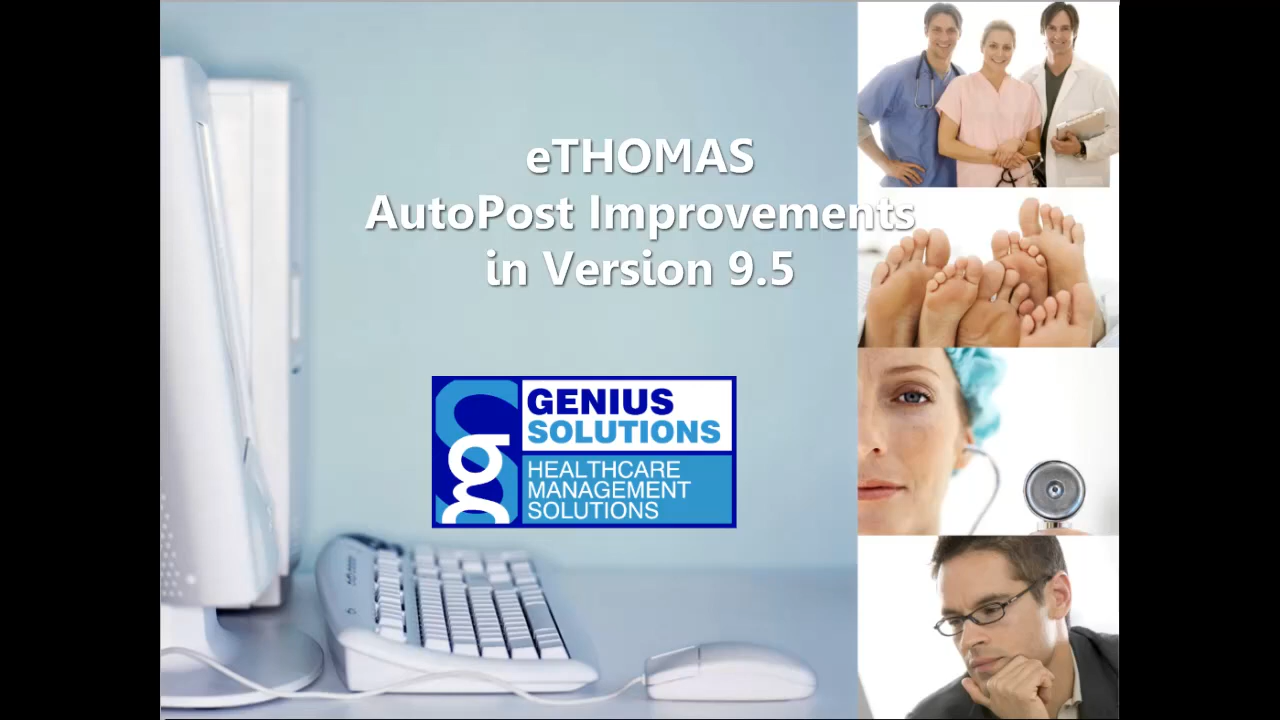 eTHOMAS
AutoPost Improvements
in Version 9.5
GENIUS
SOLUTIONS
HEALTHCARE
MANAGEMENT
SOLUTIONS